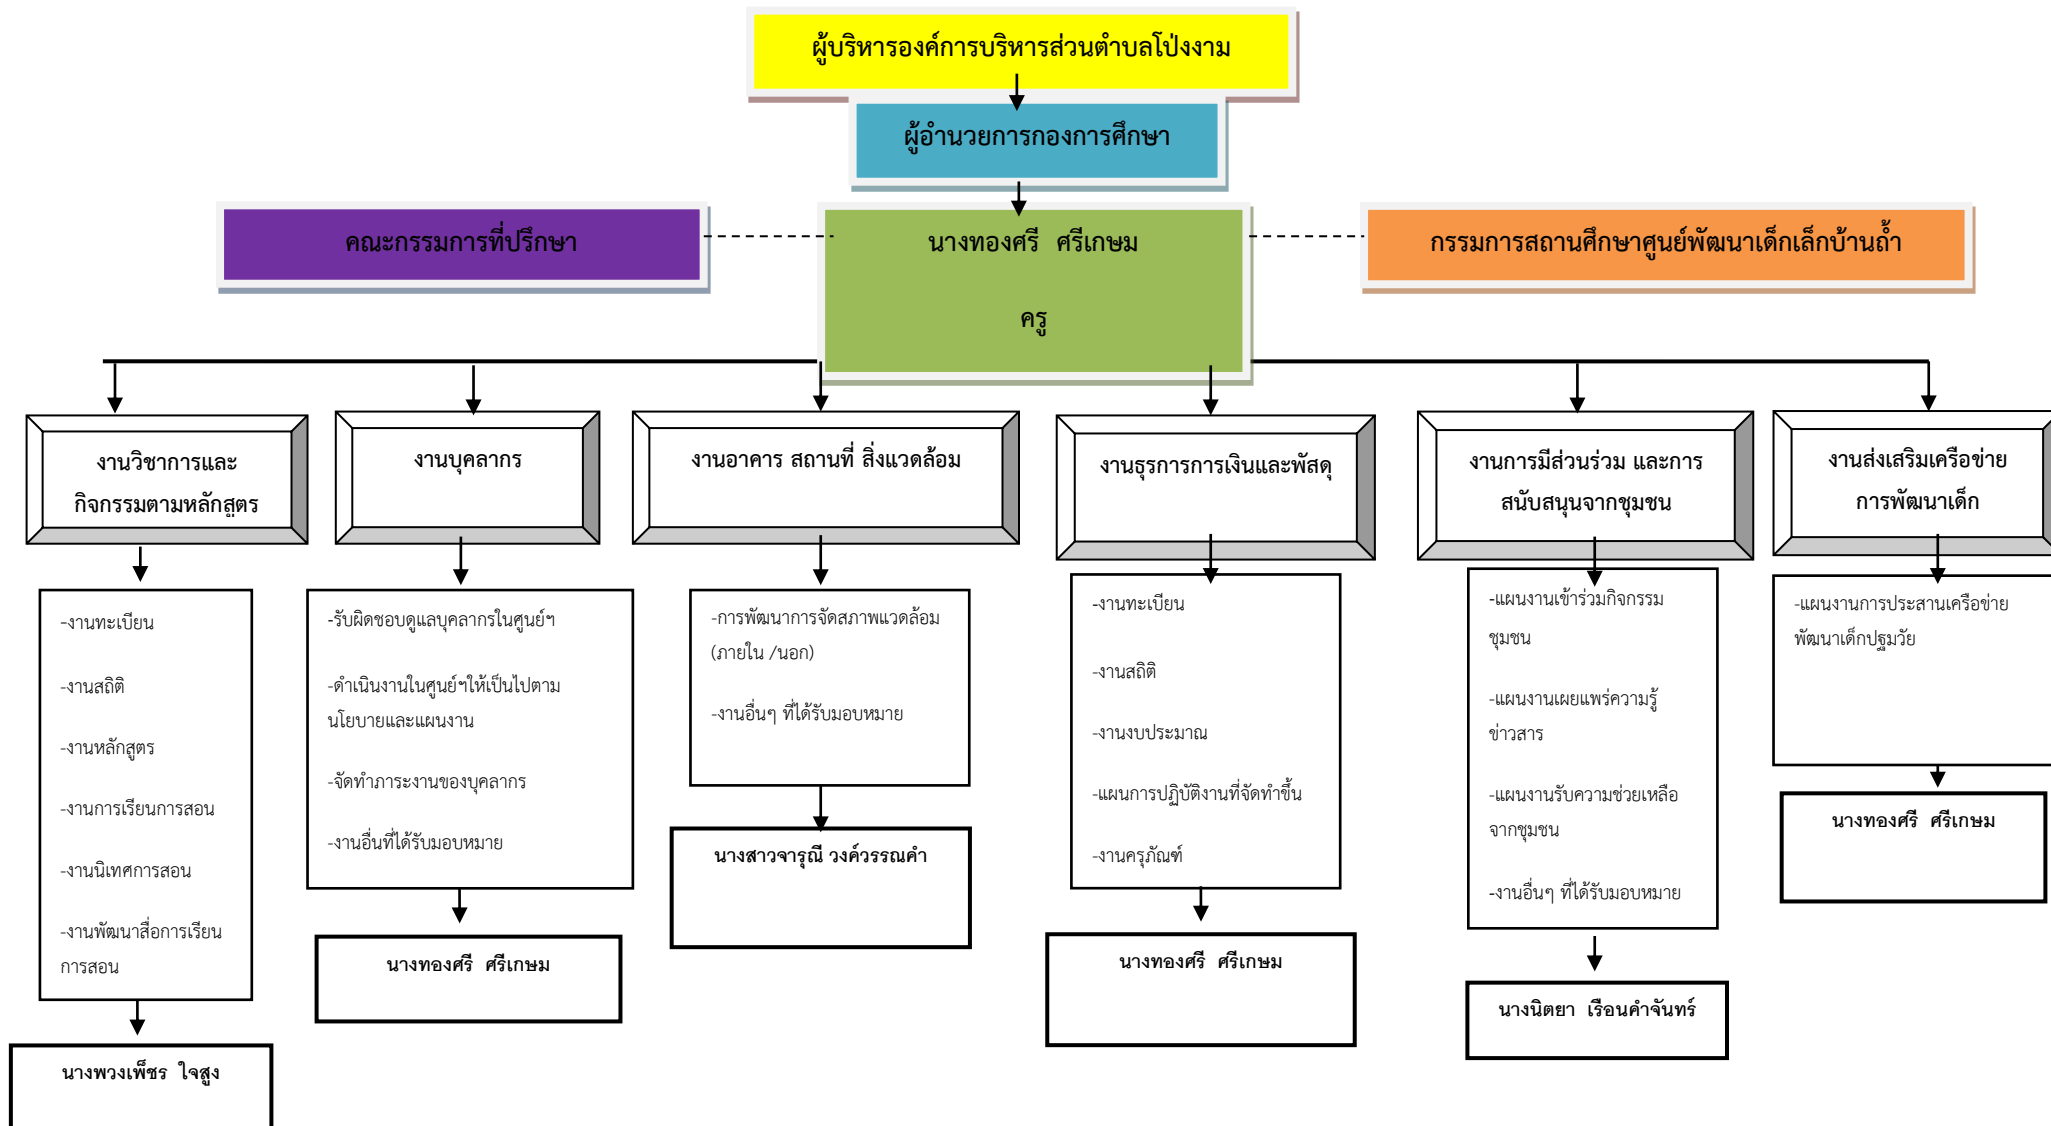 ผู้บริหารองค์การบริหารส่วนตำบลโป่งงาม
ผู้อำนวยการกองการศึกษา
คณะกรรมการที่ปรึกษา
นางทองศรี ศรีเกษม
ครู
กรรมการสถานศึกษาศูนย์พัฒนาเด็กเล็กบ้านถ้ำ
งานวิชาการและ
กิจกรรมตามหลักสูตร
งานบุคลากร
งานอาคาร สถานที่ สิ่งแวดล้อม
งานธุรการการเงินและพัสดุ
งานการมีส่วนร่วม และการ
สนับสนุนจากชุมชน
งานส่งเสริมเครือข่าย
การพัฒนาเด็ก
-งานทะเบียน
-งานสถิติ
-งานหลักสูตร
-งานการเรียนการสอน
-งานนิเทศการสอน
-งานพัฒนาสื่อการเรียน
การสอน
นางพวงเพ็ชร ใจสูง
-รับผิดชอบดูแลบุคลากรในศูนย์ฯ
-ดำเนินงานในศูนย์ฯให้เป็นไปตาม
นโยบายและแผนงาน
-จัดทำภาระงานของบุคลากร
-งานอื่นที่ได้รับมอบหมาย
นางทองศรี ศรีเกษม
-การพัฒนาการจัดสภาพแวดล้อม
(ภายใน /นอก)
-งานอื่นๆ ที่ได้รับมอบหมาย
นางสาวจารุณี วงค์วรรณคำ
-งานทะเบียน
-งานสถิติ
-งานงบประมาณ
-แผนการปฏิบัติงานที่จัดทำขึ้น
-งานครุภัณฑ์
นางทองศรี ศรีเกษม
-แผนงานเข้าร่วมกิจกรรม
ชุมชน
-แผนงานเผยแพร่ความรู้
ข่าวสาร
-แผนงานรับความช่วยเหลือ
จากชุมชน
-งานอื่นๆ ที่ได้รับมอบหมาย
นางนิตยา เรือนคำจันทร์
-แผนงานการประสานเครือข่าย
พัฒนาเด็กปฐมวัย
นางทองศรี ศรีเกษม